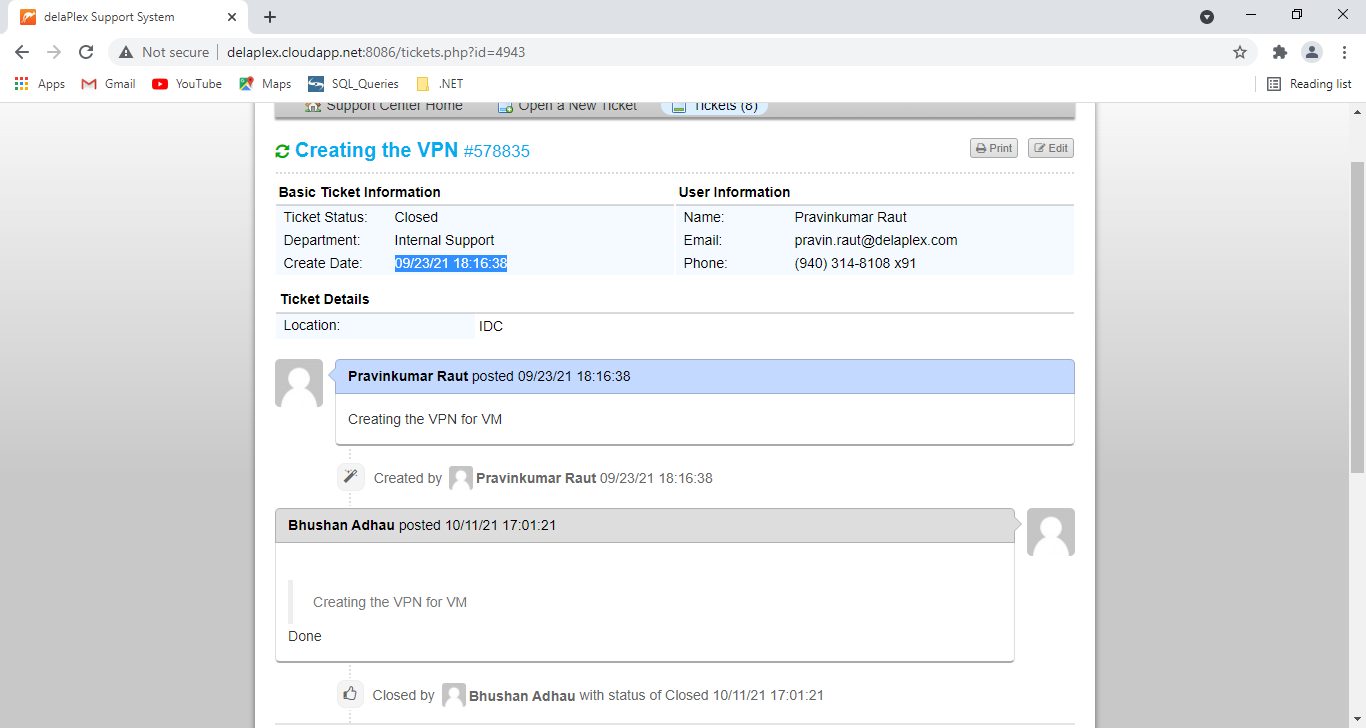 delaPlex Support System
Not secure delaplex.cloudapp.net:8086/tickets.php?id=4943
Apps Gmail YouTube Maps SQL_Queries .NET Reading list
Support Center Home Open a New Ticket Tickets (8)
Creating the VPN #578835 Print Edit
Basic Ticket Information User Information
Ticket Status: Closed Name: Pravinkumar Raut
Department: Internal Support Email: pravin.raut@delaplex.com
Create Date: 09/23/21 18:16:38 Phone: (940) 314-8108 x91
Ticket Details
Location: IDC
Pravinkumar Raut posted 09/23/21 18:16:38
Creating the VPN for VM
Created by Pravinkumar Raut 09/23/21 18:16:38
Bhushan Adhau posted 10/11/21 17:01:21
Creating the VPN for VM
Done
Closed by Bhushan Adhau with status of Closed 10/11/21 17:01:21